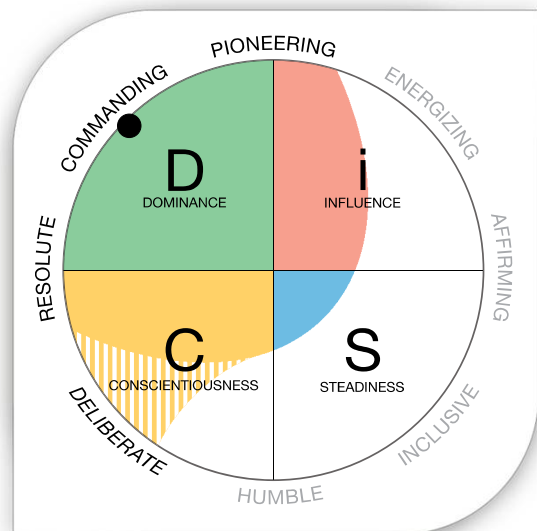 PIONEERING
COMMANDING
ENERGIZING
D
DOMINANCE
i
INFLUENCE
RESOLUTE
AFFIRMING
C
CONSCIENTIOUSNESS
S
STEADINESS
DELIBERATE
INCLUSIVE
HUMBLE